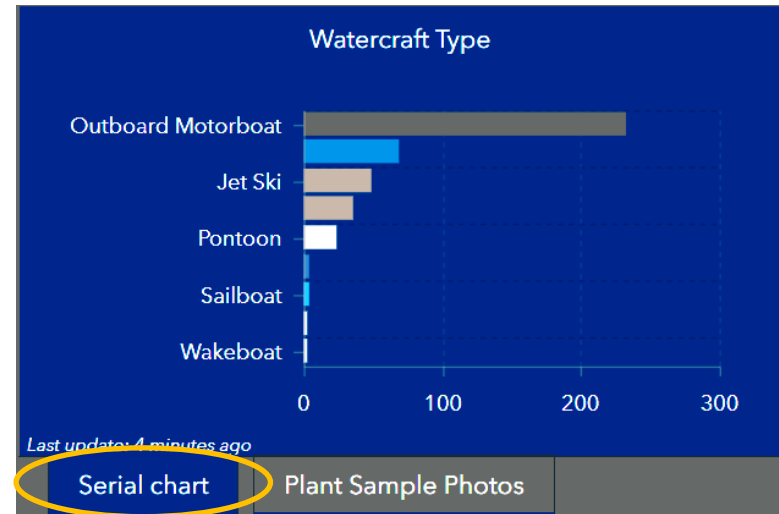 Watercraft Type
Outboard Motorboat
Jet Ski
Pontoon
Sailboat
Wakeboat
0 100 200 300
Last update: 4 minutes ago
Serial chart Plant Sample Photos